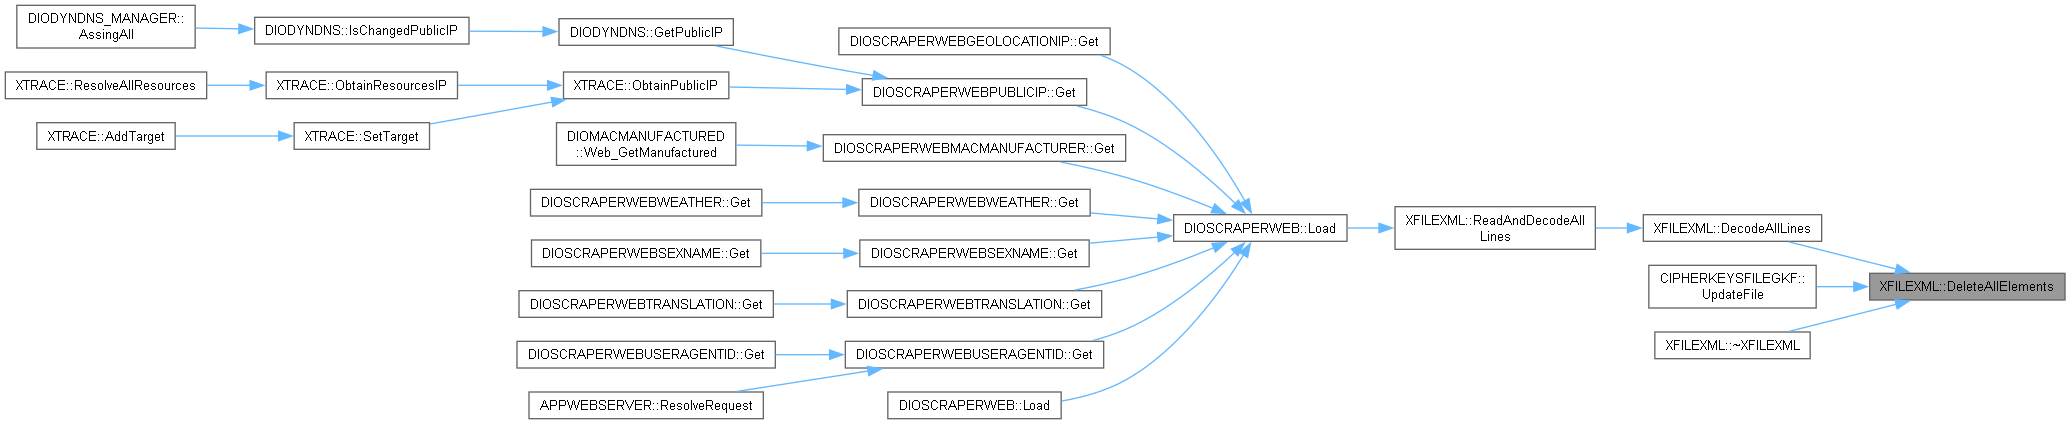 DIODYNDNS_MANAGER::
AssingAll
DIODYNDNS::IsChangedPublicIP
DIODYNDNS::GetPublicIP
DIOSCRAPERWEBGEOLOCATIONIP::Get
XTRACE::ResolveAllResources
XTRACE::ObtainResourcesIP
XTRACE::ObtainPublicIP
DIOSCRAPERWEBPUBLICIP::Get
XTRACE::AddTarget
XTRACE::SetTarget
DIOMACMANUFACTURED
::Web_GetManufactured
DIOSCRAPERWEBMACMANUFACTURER::Get
DIOSCRAPERWEBWEATHER::Get
DIOSCRAPERWEBWEATHER::Get
DIOSCRAPERWEB::Load
XFILEXML::ReadAndDecodeAll
Lines
XFILEXML::DecodeAllLines
DIOSCRAPERWEBSEXNAME::Get
DIOSCRAPERWEBSEXNAME::Get
CIPHERKEYSFILEGKF::
UpdateFile
XFILEXML::DeleteAllElements
DIOSCRAPERWEBTRANSLATION::Get
DIOSCRAPERWEBTRANSLATION::Get
XFILEXML::~XFILEXML
DIOSCRAPERWEBUSERAGENTID::Get
DIOSCRAPERWEBUSERAGENTID::Get
APPWEBSERVER::ResolveRequest
DIOSCRAPERWEB::Load